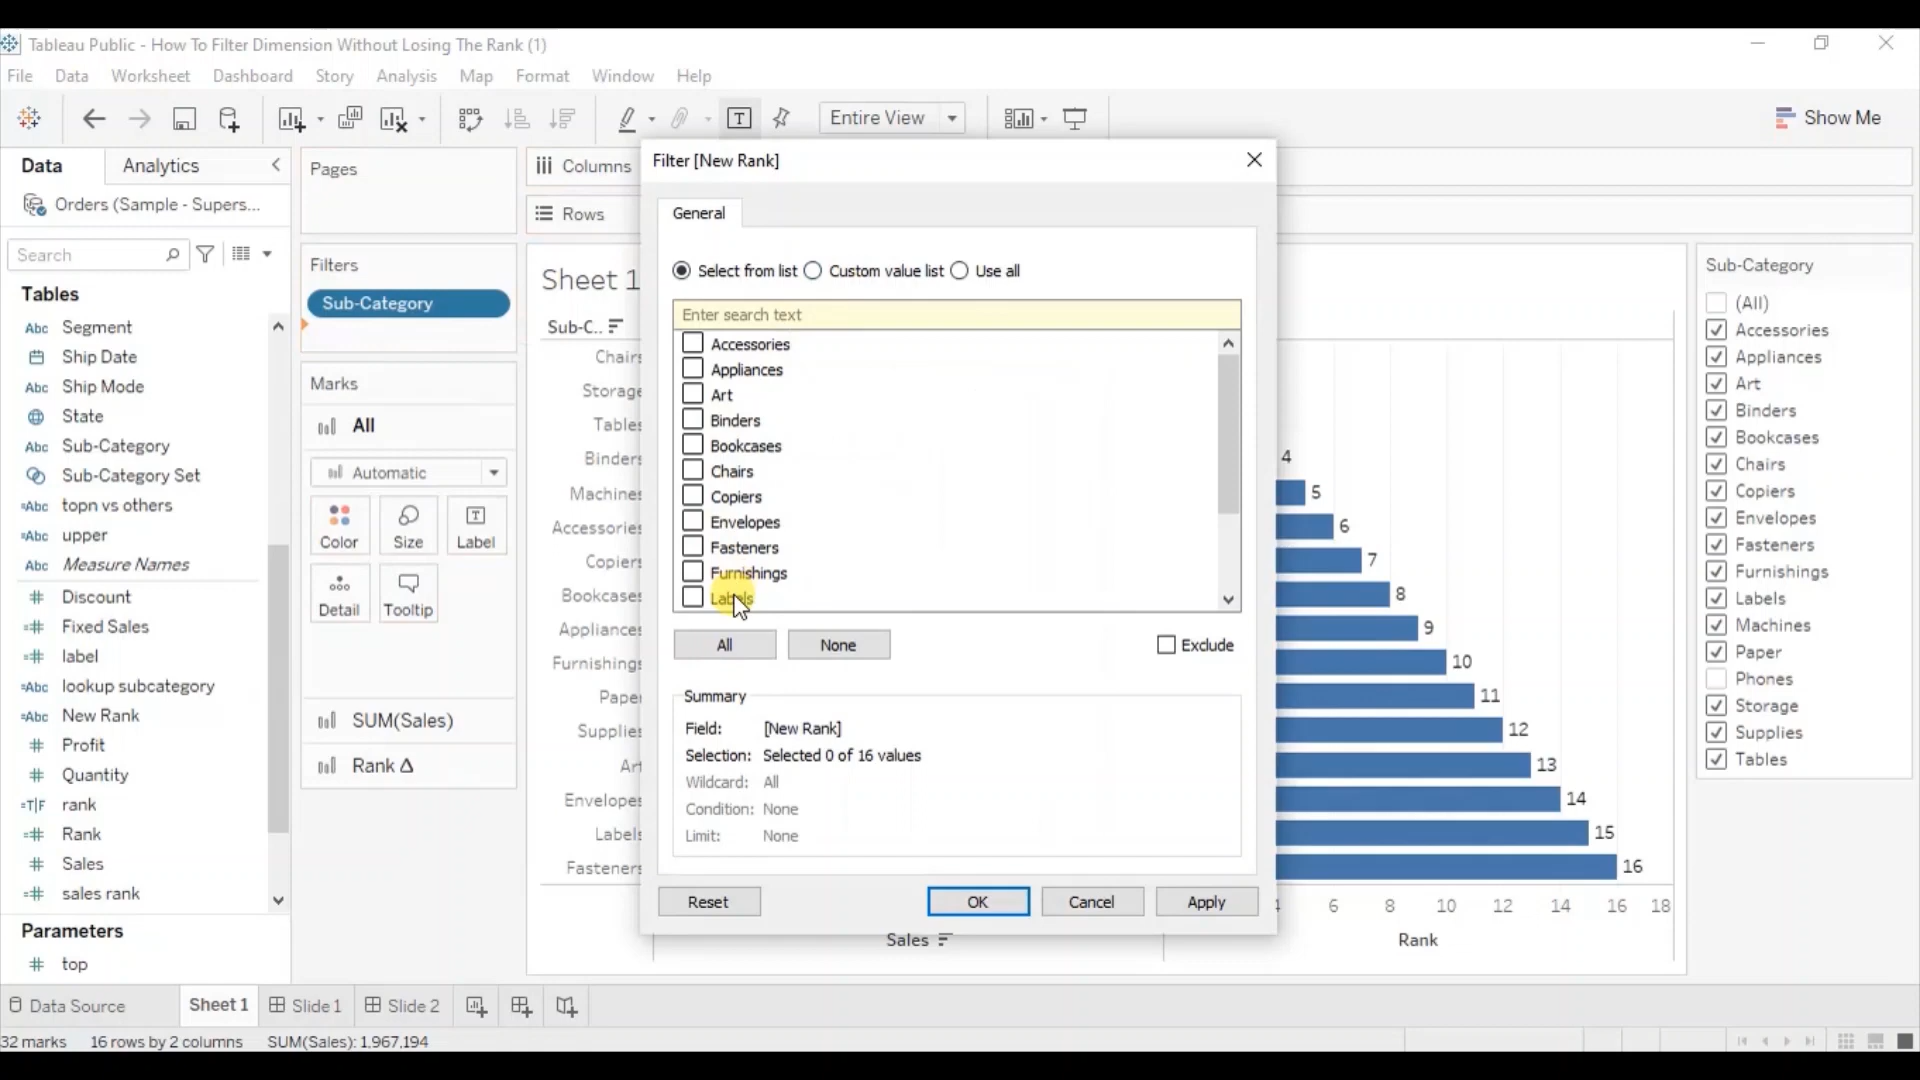 Tableau Public - How To Filter Dimension Without Losing The Rank (1)
File Data Worksheet Dashboard Story Analysis Map Format Window Help
Entire View
Show Me
Data Analytics
Orders (Sample - Supers...
Search
Tables
Abc Segment
Ship Date
Abc Ship Mode
State
Abc Sub-Category
Sub-Category Set
=Abc topn vs others
=Abc upper
Abc Measure Names
# Discount
=# Fixed Sales
=# label
=Abc lookup subcategory
=Abc New Rank
# Profit
# Quantity
=T|F rank
=# Rank
# Sales
=# sales rank
Parameters
# top
Pages
Filters
Sub-Category
Marks
All
Automatic
Color Size Label
Detail Tooltip
SUM(Sales)
Rank Δ
Columns
Rows
Sheet 1
Sub-C..
Chairs
Storage
Tables
Binders
Machines
Accessories
Copiers
Bookcases
Appliances
Furnishings
Paper
Supplies
Art
Envelopes
Labels
Fasteners
Filter [New Rank]
General
Select from list Custom value list Use all
Enter search text
Accessories
Appliances
Art
Binders
Bookcases
Chairs
Copiers
Envelopes
Fasteners
Furnishings
Labels
All None Exclude
Summary
Field: [New Rank]
Selection: Selected 0 of 16 values
Wildcard: All
Condition: None
Limit: None
Reset OK Cancel Apply
4
5
6
7
8
9
10
11
12
13
14
15
16
4 6 8 10 12 14 16 18
Sales
Rank
Sub-Category
(All)
Accessories
Appliances
Art
Binders
Bookcases
Chairs
Copiers
Envelopes
Fasteners
Furnishings
Labels
Machines
Paper
Phones
Storage
Supplies
Tables
Data Source Sheet 1 Slide 1 Slide 2
32 marks 16 rows by 2 columns SUM(Sales): 1,967,194